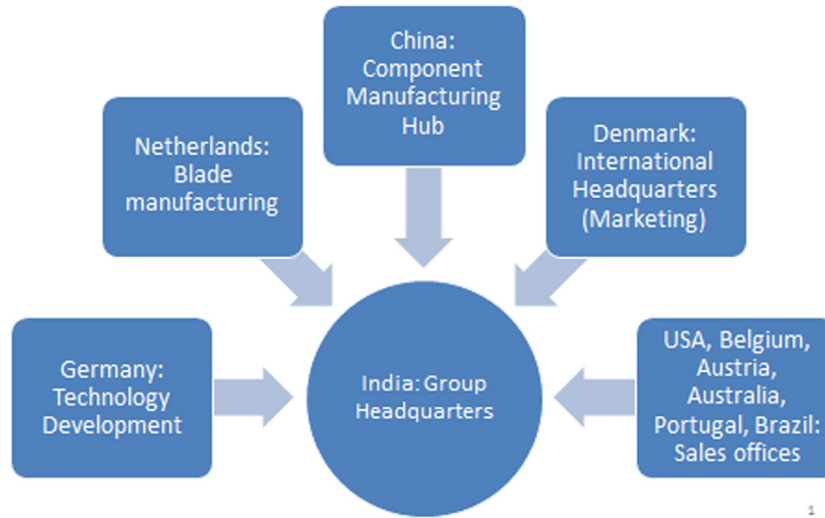 China:
Component
Manufacturing
Hub
Netherlands:
Blade
manufacturing
Denmark:
International
Headquarters
(Marketing)
Germany:
Technology
Development
India: Group
Headquarters
USA, Belgium,
Austria,
Australia,
Portugal, Brazil:
Sales offices
1